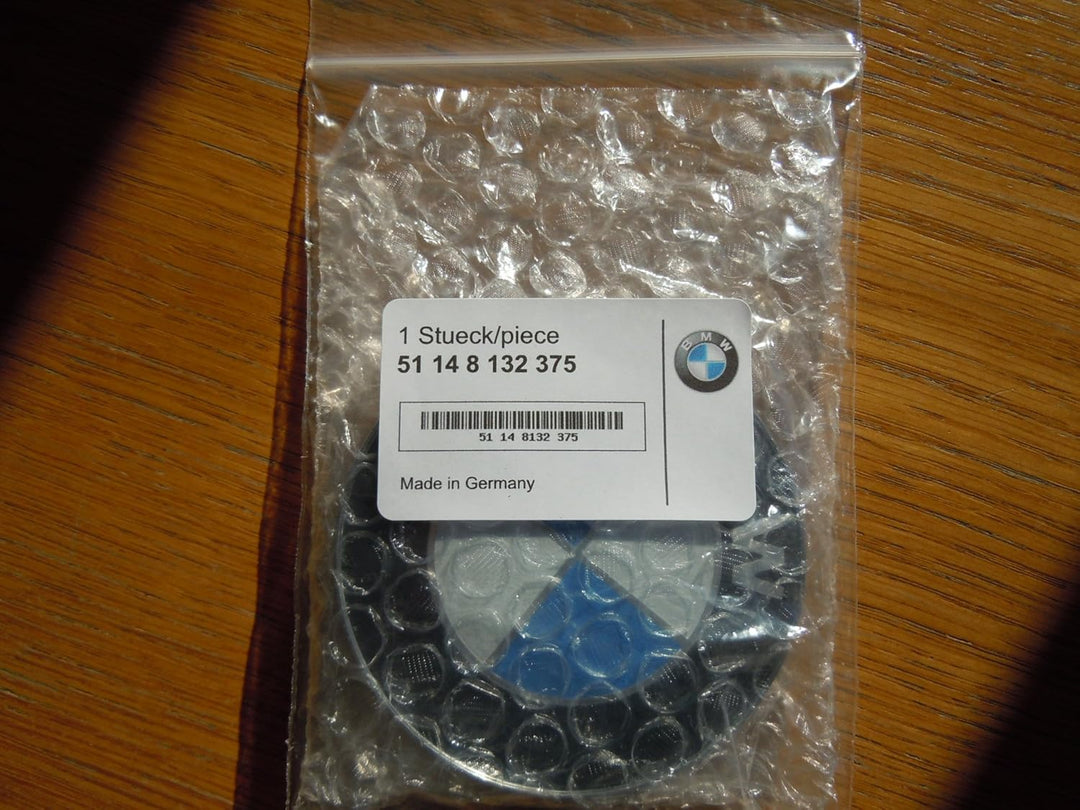 1 Stueck/piece
51 14 8 132 375
BMW
51 14 8132 375
Made in Germany
W